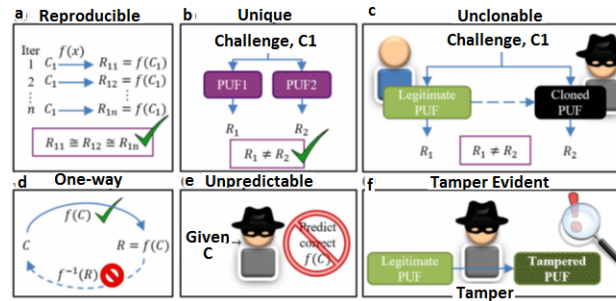 a) Reproducible
Iter f(x)
1 C₁ R₁₁ = f(C₁)
2 C₁ R₁₂ = f(C₁)
⋮ ⋮
n C₁ R₁ₙ = f(C₁)
R₁₁ ≅ R₁₂ ≅ R₁ₙ
b) Unique
Challenge, C1
PUF1 PUF2
R₁ R₂
R₁ ≠ R₂
c Unclonable
Challenge, C1
Legitimate PUF
Cloned PUF
R₁ R₁ ≠ R₂ R₂
d One-way
f(C)
C R = f(C)
f⁻¹(R)
e Unpredictable
Given C
Predict
correct
f(C)
f Tamper Evident
Legitimate PUF
Tampered PUF
Tamper